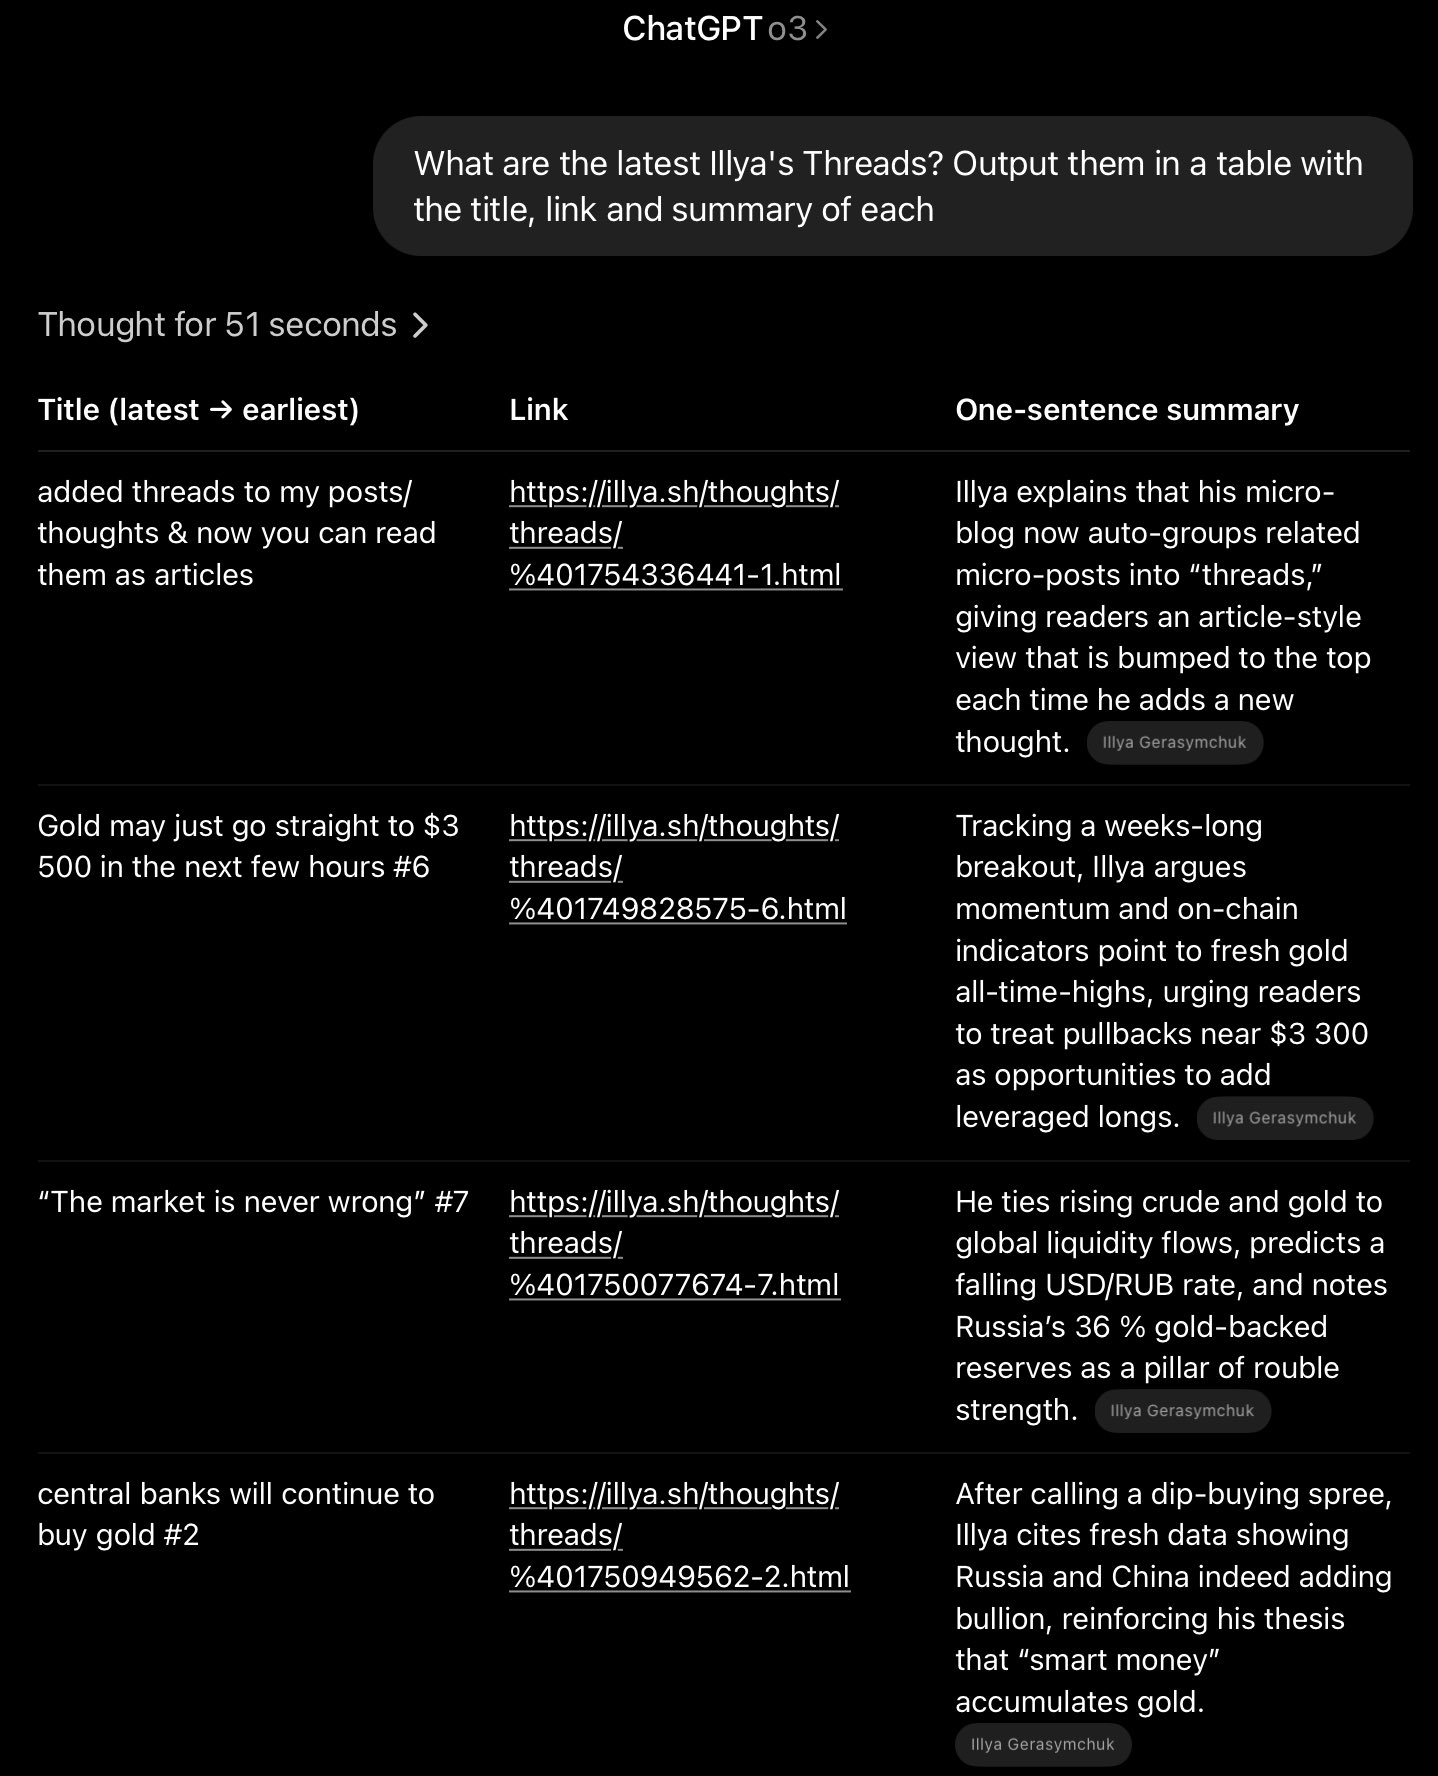 ChatGPT o3 >
What are the latest Illya's Threads? Output them in a table with
the title, link and summary of each
Thought for 51 seconds >
Title (latest → earliest)
Link
One-sentence summary
added threads to my posts/
thoughts & now you can read
them as articles
https://illya.sh/thoughts/
threads/
%401754336441-1.html
Illya explains that his micro-
blog now auto-groups related
micro-posts into “threads,”
giving readers an article-style
view that is bumped to the top
each time he adds a new
thought. Illya Gerasymchuk
Gold may just go straight to $3
500 in the next few hours #6
https://illya.sh/thoughts/
threads/
%401749828575-6.html
Tracking a weeks-long
breakout, Illya argues
momentum and on-chain
indicators point to fresh gold
all-time-highs, urging readers
to treat pullbacks near $3 300
as opportunities to add
leveraged longs. Illya Gerasymchuk
“The market is never wrong” #7
https://illya.sh/thoughts/
threads/
%401750077674-7.html
He ties rising crude and gold to
global liquidity flows, predicts a
falling USD/RUB rate, and notes
Russia’s 36 % gold-backed
reserves as a pillar of rouble
strength. Illya Gerasymchuk
central banks will continue to
buy gold #2
https://illya.sh/thoughts/
threads/
%401750949562-2.html
After calling a dip-buying spree,
Illya cites fresh data showing
Russia and China indeed adding
bullion, reinforcing his thesis
that “smart money”
accumulates gold.
Illya Gerasymchuk